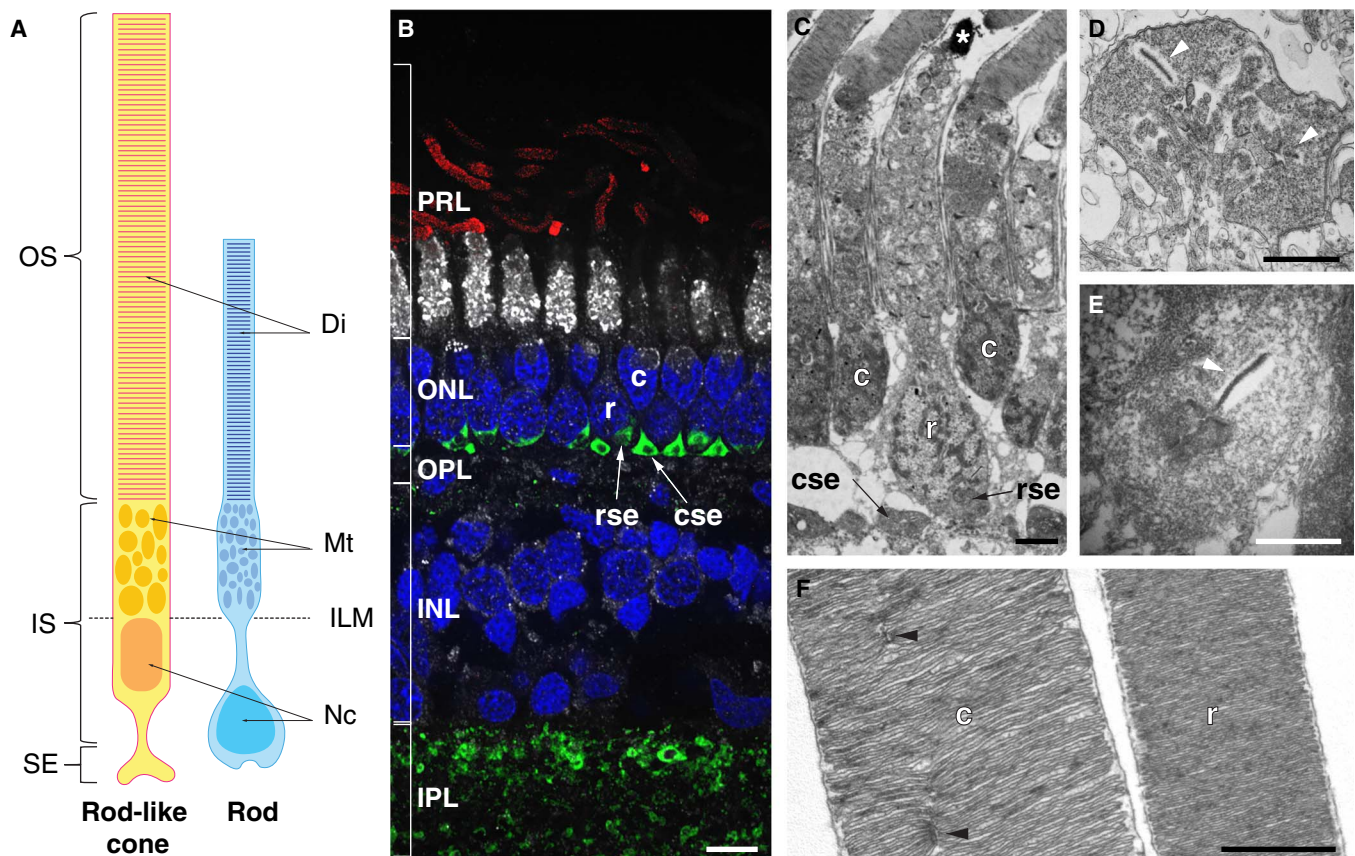 A
OS
Di
Mt
IS
ILM
Nc
SE
Rod-like
cone
Rod
B
PRL
ONL
c
r
OPL
rse
cse
INL
IPL
C
*
c
c
r
cse
rse
D
E
F
c
r